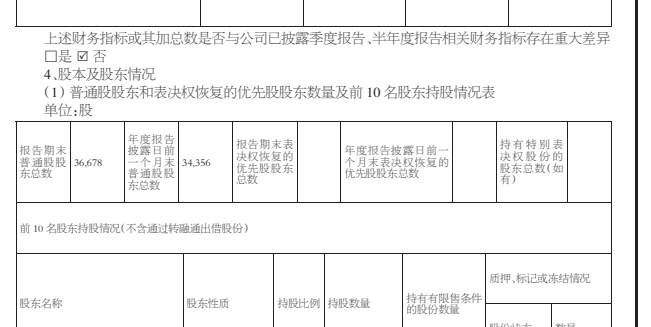 上述财务指标或其加总数是否与公司已披露季度报告、半年度报告相关财务指标存在重大差异
□是 ☑ 否
4、股本及股东情况
(1)普通股股东和表决权恢复的优先股股东数量及前 10 名股东持股情况表
单位:股
报告期末
普通股股
东总数
36,678
年度报告
披露日前
一个月末
普通股股
东总数
34,356
报告期末表
决权恢复的
优先股股东
总数
年度报告披露日前一
个月末表决权恢复的
优先股股东总数
持有特别表
决权股份的
股东总数(如
有)
前 10 名股东持股情况(不含通过转融通出借股份)
股东名称
股东性质
持股比例
持股数量
持有有限售条件
的股份数量
质押、标记或冻结情况
股份状态
数量